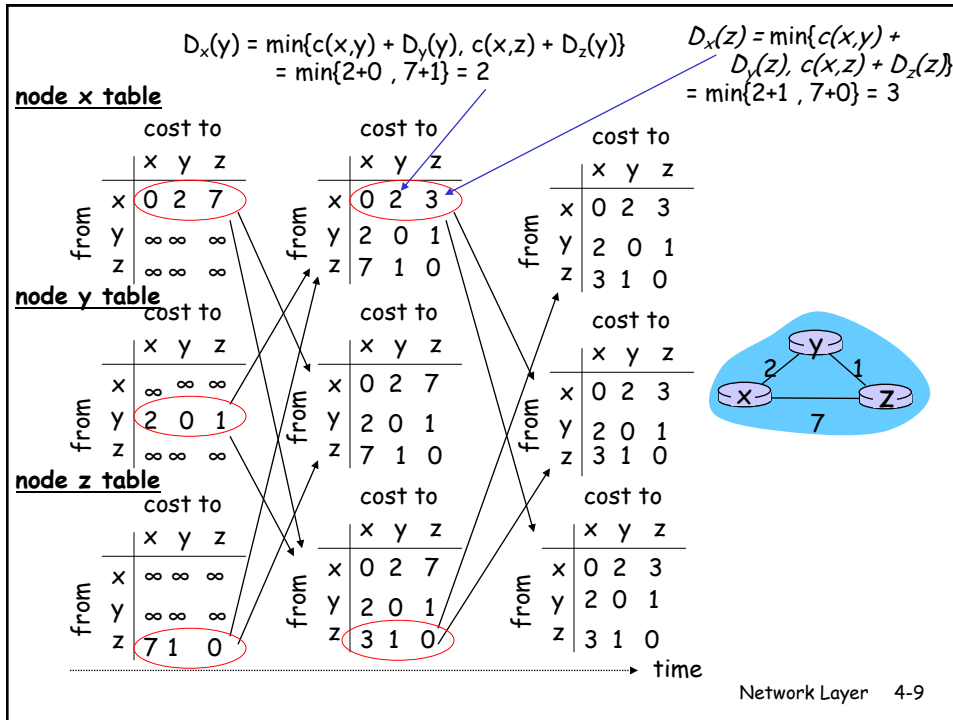 Dx(y) = min{c(x,y) + Dy(y), c(x,z) + Dz(y)}
= min{2+0 , 7+1} = 2
Dx(z) = min{c(x,y) +
Dy(z), c(x,z) + Dz(z)}
= min{2+1 , 7+0} = 3
node x table
cost to
x y z
from
x 0 2 7
y ∞ ∞ ∞
z ∞ ∞ ∞
cost to
x y z
from
x 0 2 3
y 2 0 1
z 7 1 0
x y z
from
x 0 2 3
y 2 0 1
z 3 1 0
node y table
cost to
x y z
from
x ∞ ∞ ∞
y 2 0 1
z ∞ ∞ ∞
cost to
x y z
from
x 0 2 7
y 2 0 1
z 7 1 0
cost to
x y z
from
x 0 2 3
y 2 0 1
z 3 1 0
node z table
cost to
x y z
from
x ∞ ∞ ∞
y ∞ ∞ ∞
z 7 1 0
cost to
x y z
from
x 0 2 7
y 2 0 1
z 3 1 0
cost to
x y z
from
x 0 2 3
y 2 0 1
z 3 1 0
y
2 1
x z
7
time
Network Layer 4-9